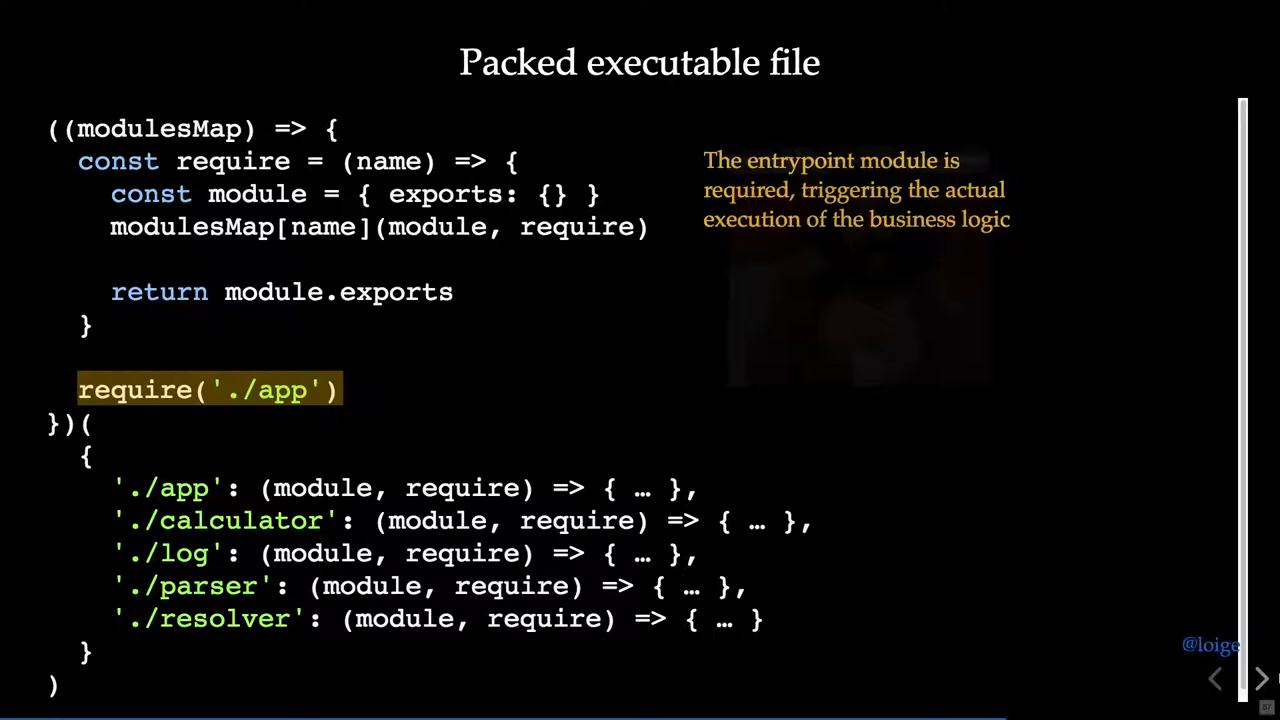 Packed executable file
((modulesMap) => {
  const require = (name) => {
    const module = { exports: {} }
    modulesMap[name](module, require)
    return module.exports
  }
  require('./app')
})(
  {
    './app': (module, require) => { … },
    './calculator': (module, require) => { … },
    './log': (module, require) => { … },
    './parser': (module, require) => { … },
    './resolver': (module, require) => { … }
  }
)
The entrypoint module is
required, triggering the actual
execution of the business logic
@loige
87